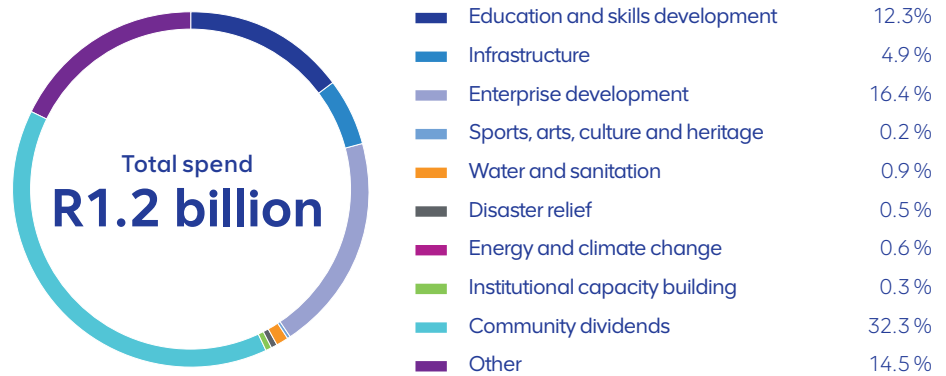 Total spend
R1.2 billion
Education and skills development 12.3%
Infrastructure 4.9 %
Enterprise development 16.4 %
Sports, arts, culture and heritage 0.2 %
Water and sanitation 0.9 %
Disaster relief 0.5 %
Energy and climate change 0.6 %
Institutional capacity building 0.3 %
Community dividends 32.3 %
Other 14.5 %